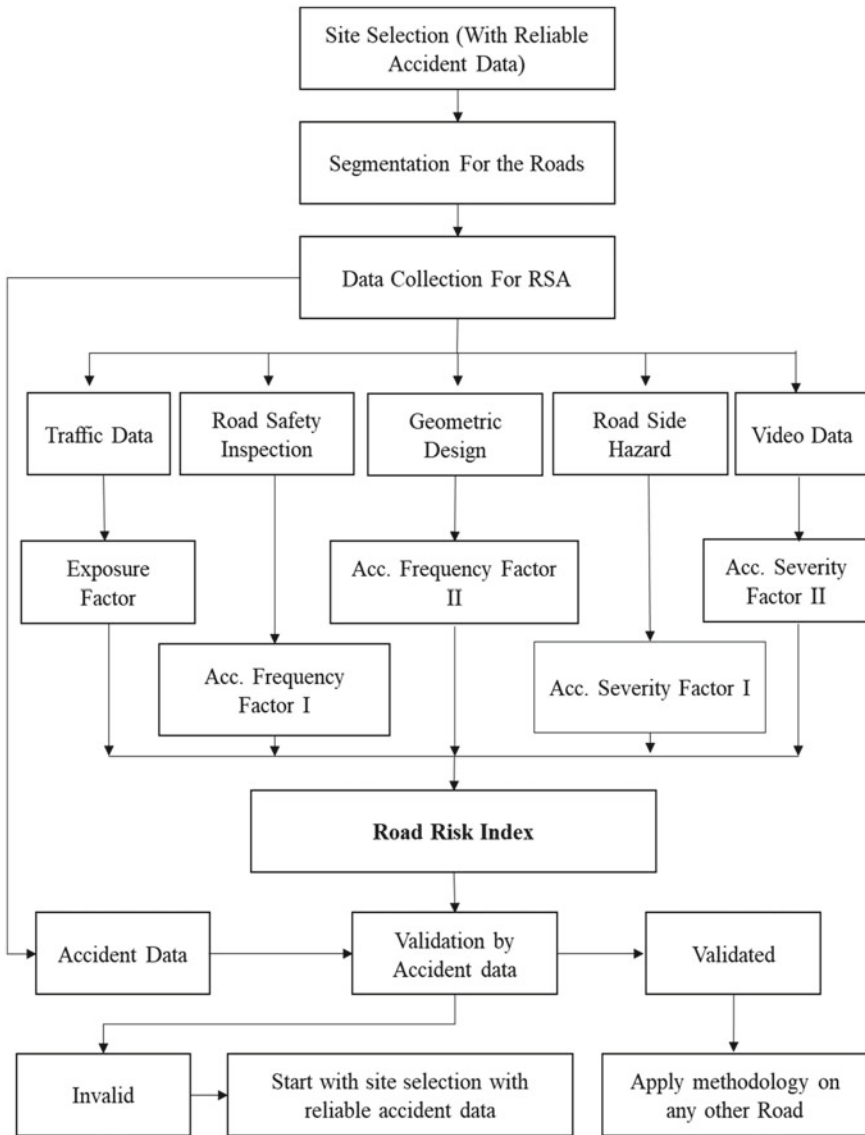 Site Selection (With Reliable
Accident Data)
Segmentation For the Roads
Data Collection For RSA
Traffic Data
Road Safety
Inspection
Geometric
Design
Road Side
Hazard
Video Data
Exposure
Factor
Acc. Frequency Factor
II
Acc. Severity
Factor II
Acc. Frequency
Factor I
Acc. Severity Factor I
Road Risk Index
Accident Data
Validation by
Accident data
Validated
Invalid
Start with site selection with
reliable accident data
Apply methodology on
any other Road